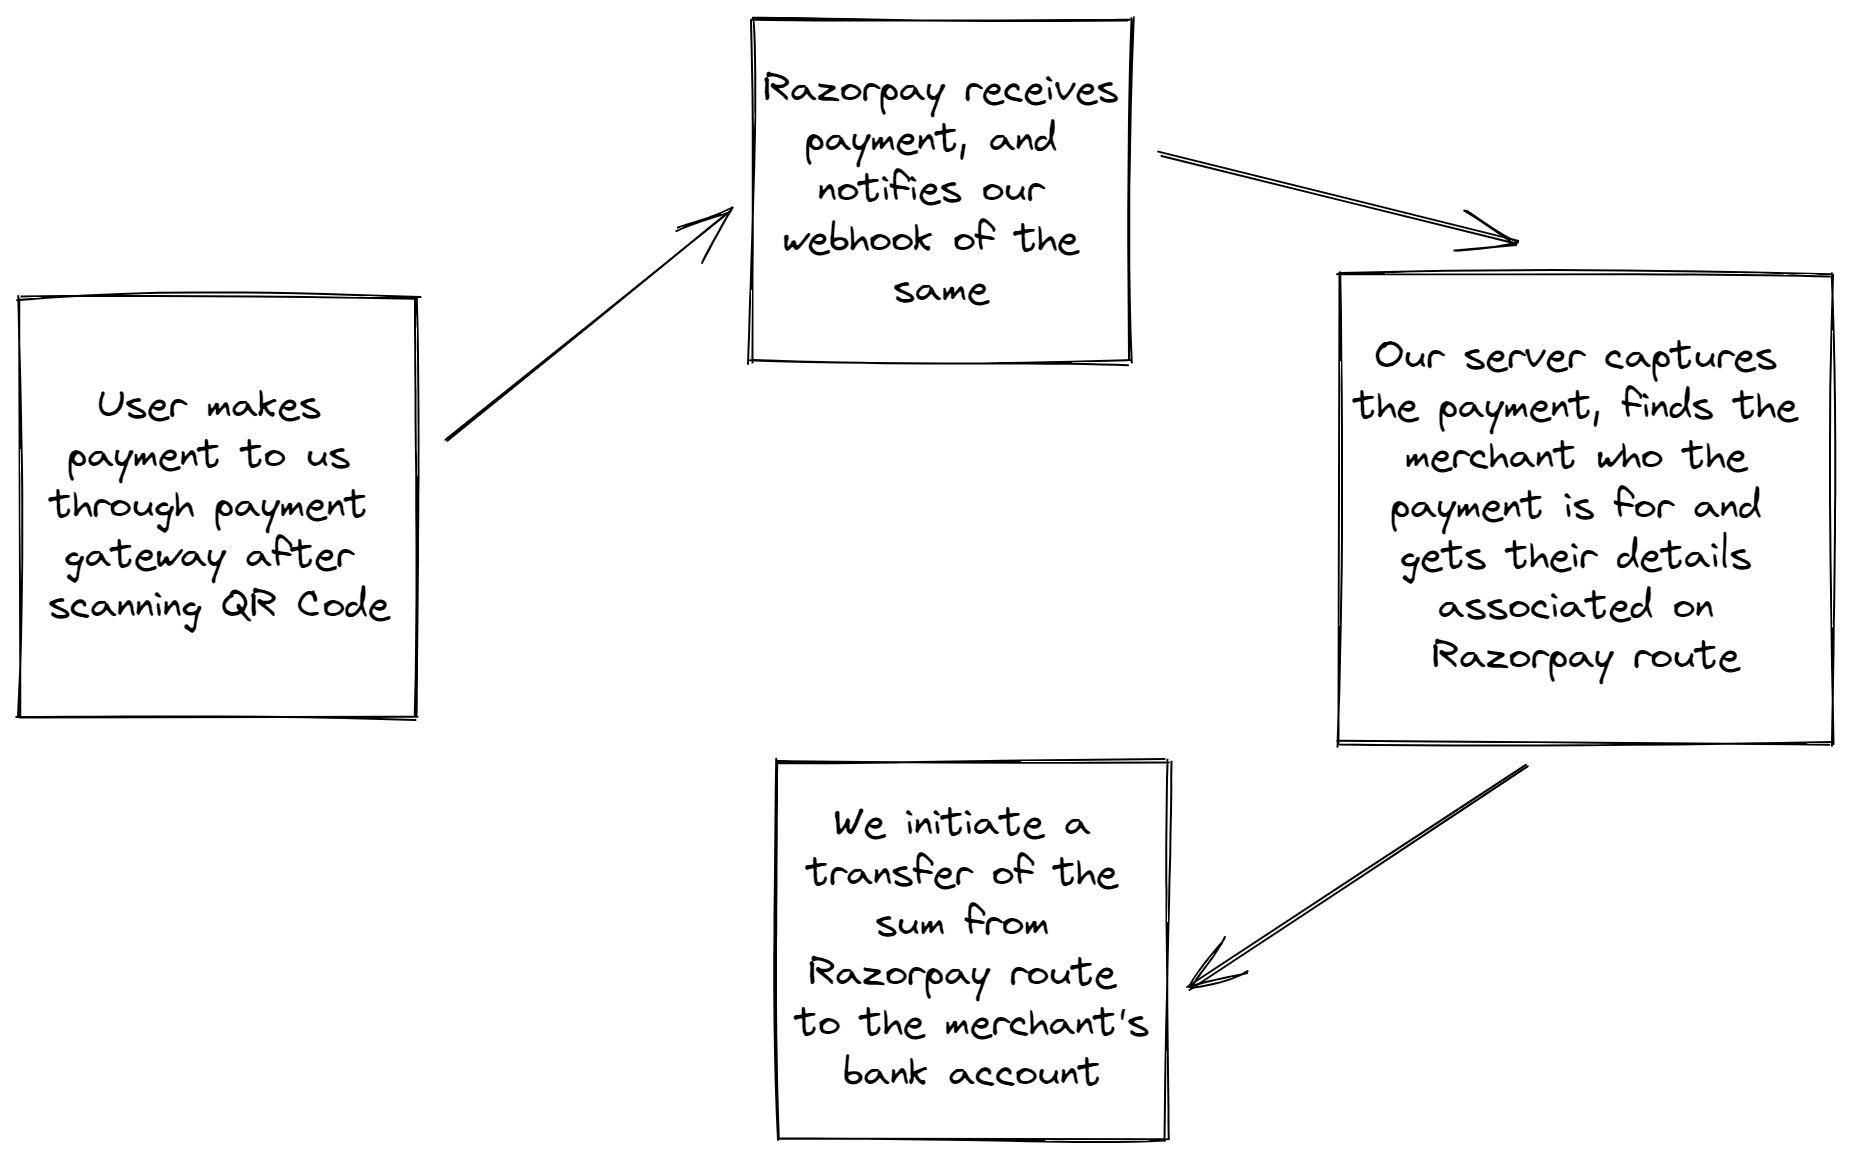 User makes
payment to us
through payment
gateway after
scanning QR Code
Razorpay receives
payment, and
notifies our
webhook of the
same
Our server captures
the payment, finds the
merchant who the
payment is for and
gets their details
associated on
Razorpay route
We initiate a
transfer of the
sum from
Razorpay route
to the merchant's
bank account